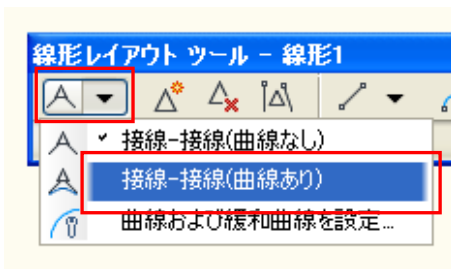 線形レイアウト ツール - 線形1
接線-接線(曲線なし)
接線-接線(曲線あり)
曲線および緩和曲線を設定...